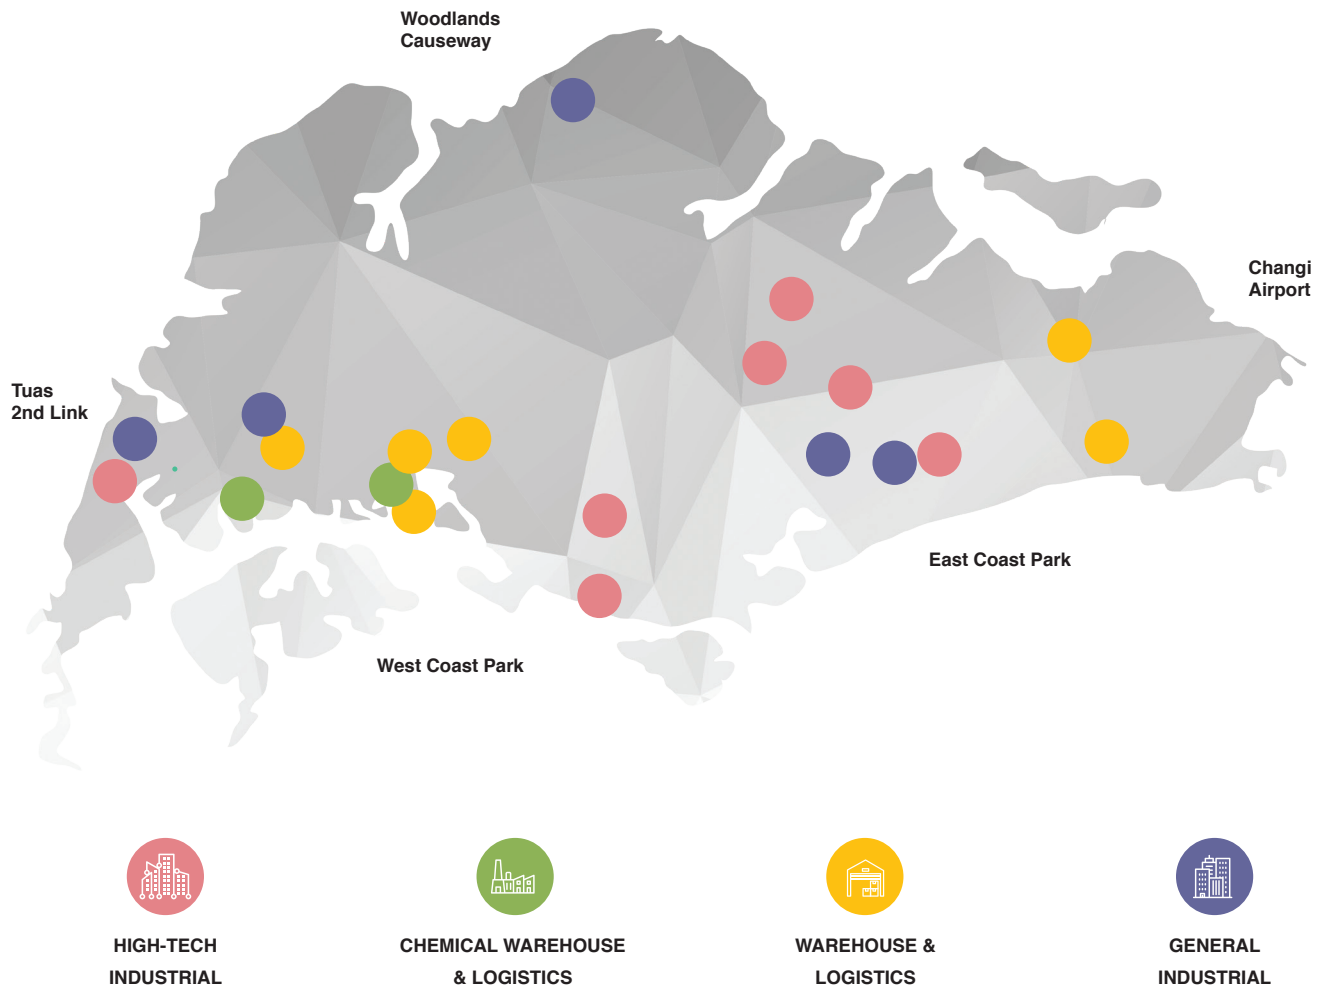 Woodlands
Causeway
Changi
Airport
Tuas
2nd Link
East Coast Park
West Coast Park
HIGH-TECH
INDUSTRIAL
CHEMICAL WAREHOUSE
& LOGISTICS
WAREHOUSE &
LOGISTICS
GENERAL
INDUSTRIAL